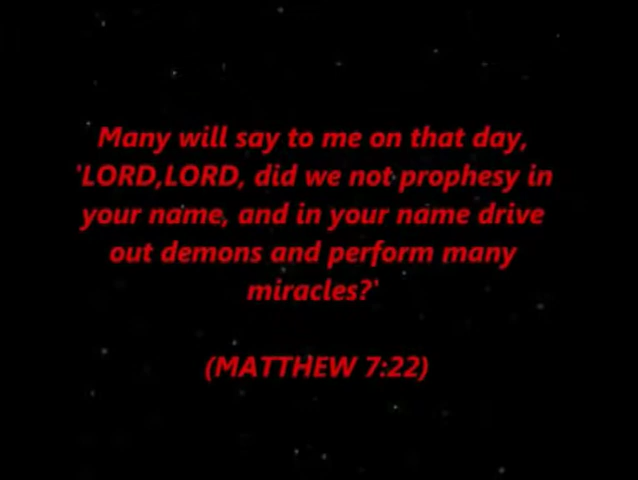 Many will say to me on that day,
'LORD,LORD, did we not prophesy in
your name, and in your name drive
out demons and perform many
miracles?'
(MATTHEW 7:22)